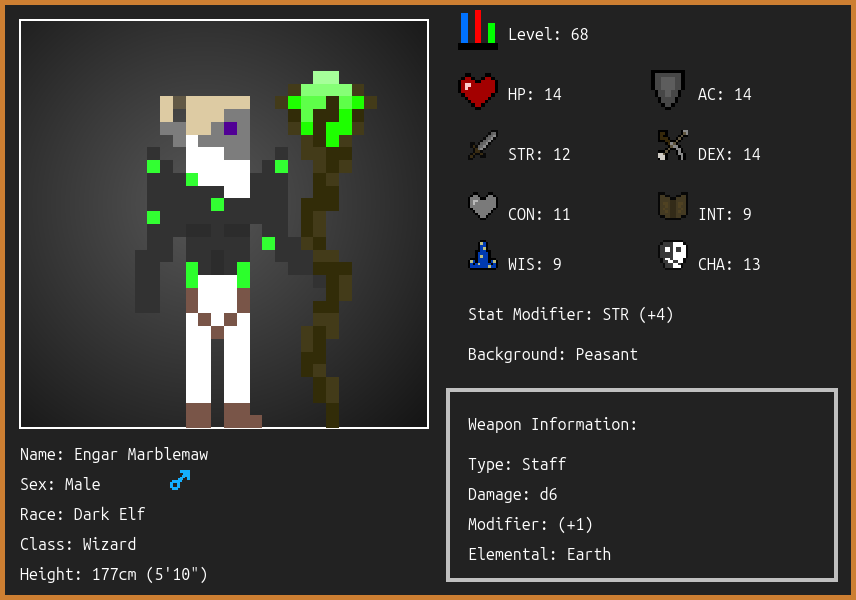 Level: 68
HP: 14
AC: 14
STR: 12
DEX: 14
CON: 11
INT: 9
WIS: 9
CHA: 13
Stat Modifier: STR (+4)
Background: Peasant
Weapon Information:
Type: Staff
Damage: d6
Modifier: (+1)
Elemental: Earth
Name: Engar Marblemaw
Sex: Male
Race: Dark Elf
Class: Wizard
Height: 177cm (5'10")